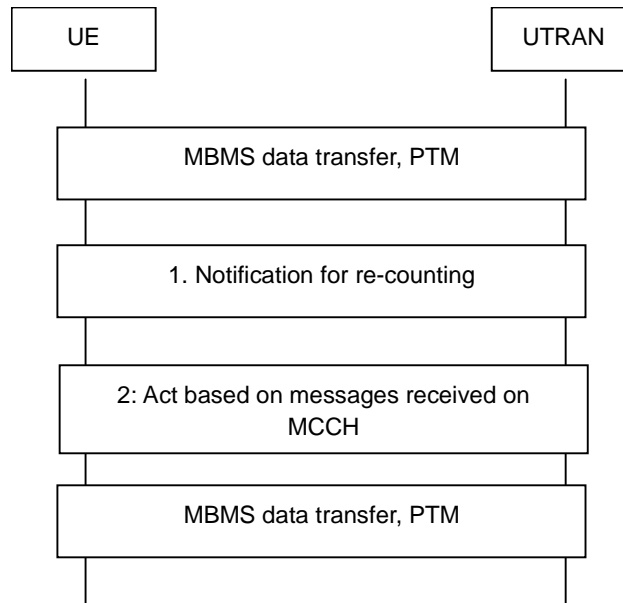 UE
UTRAN
MBMS data transfer, PTM
1. Notification for re-counting
2: Act based on messages received on
MCCH
MBMS data transfer, PTM